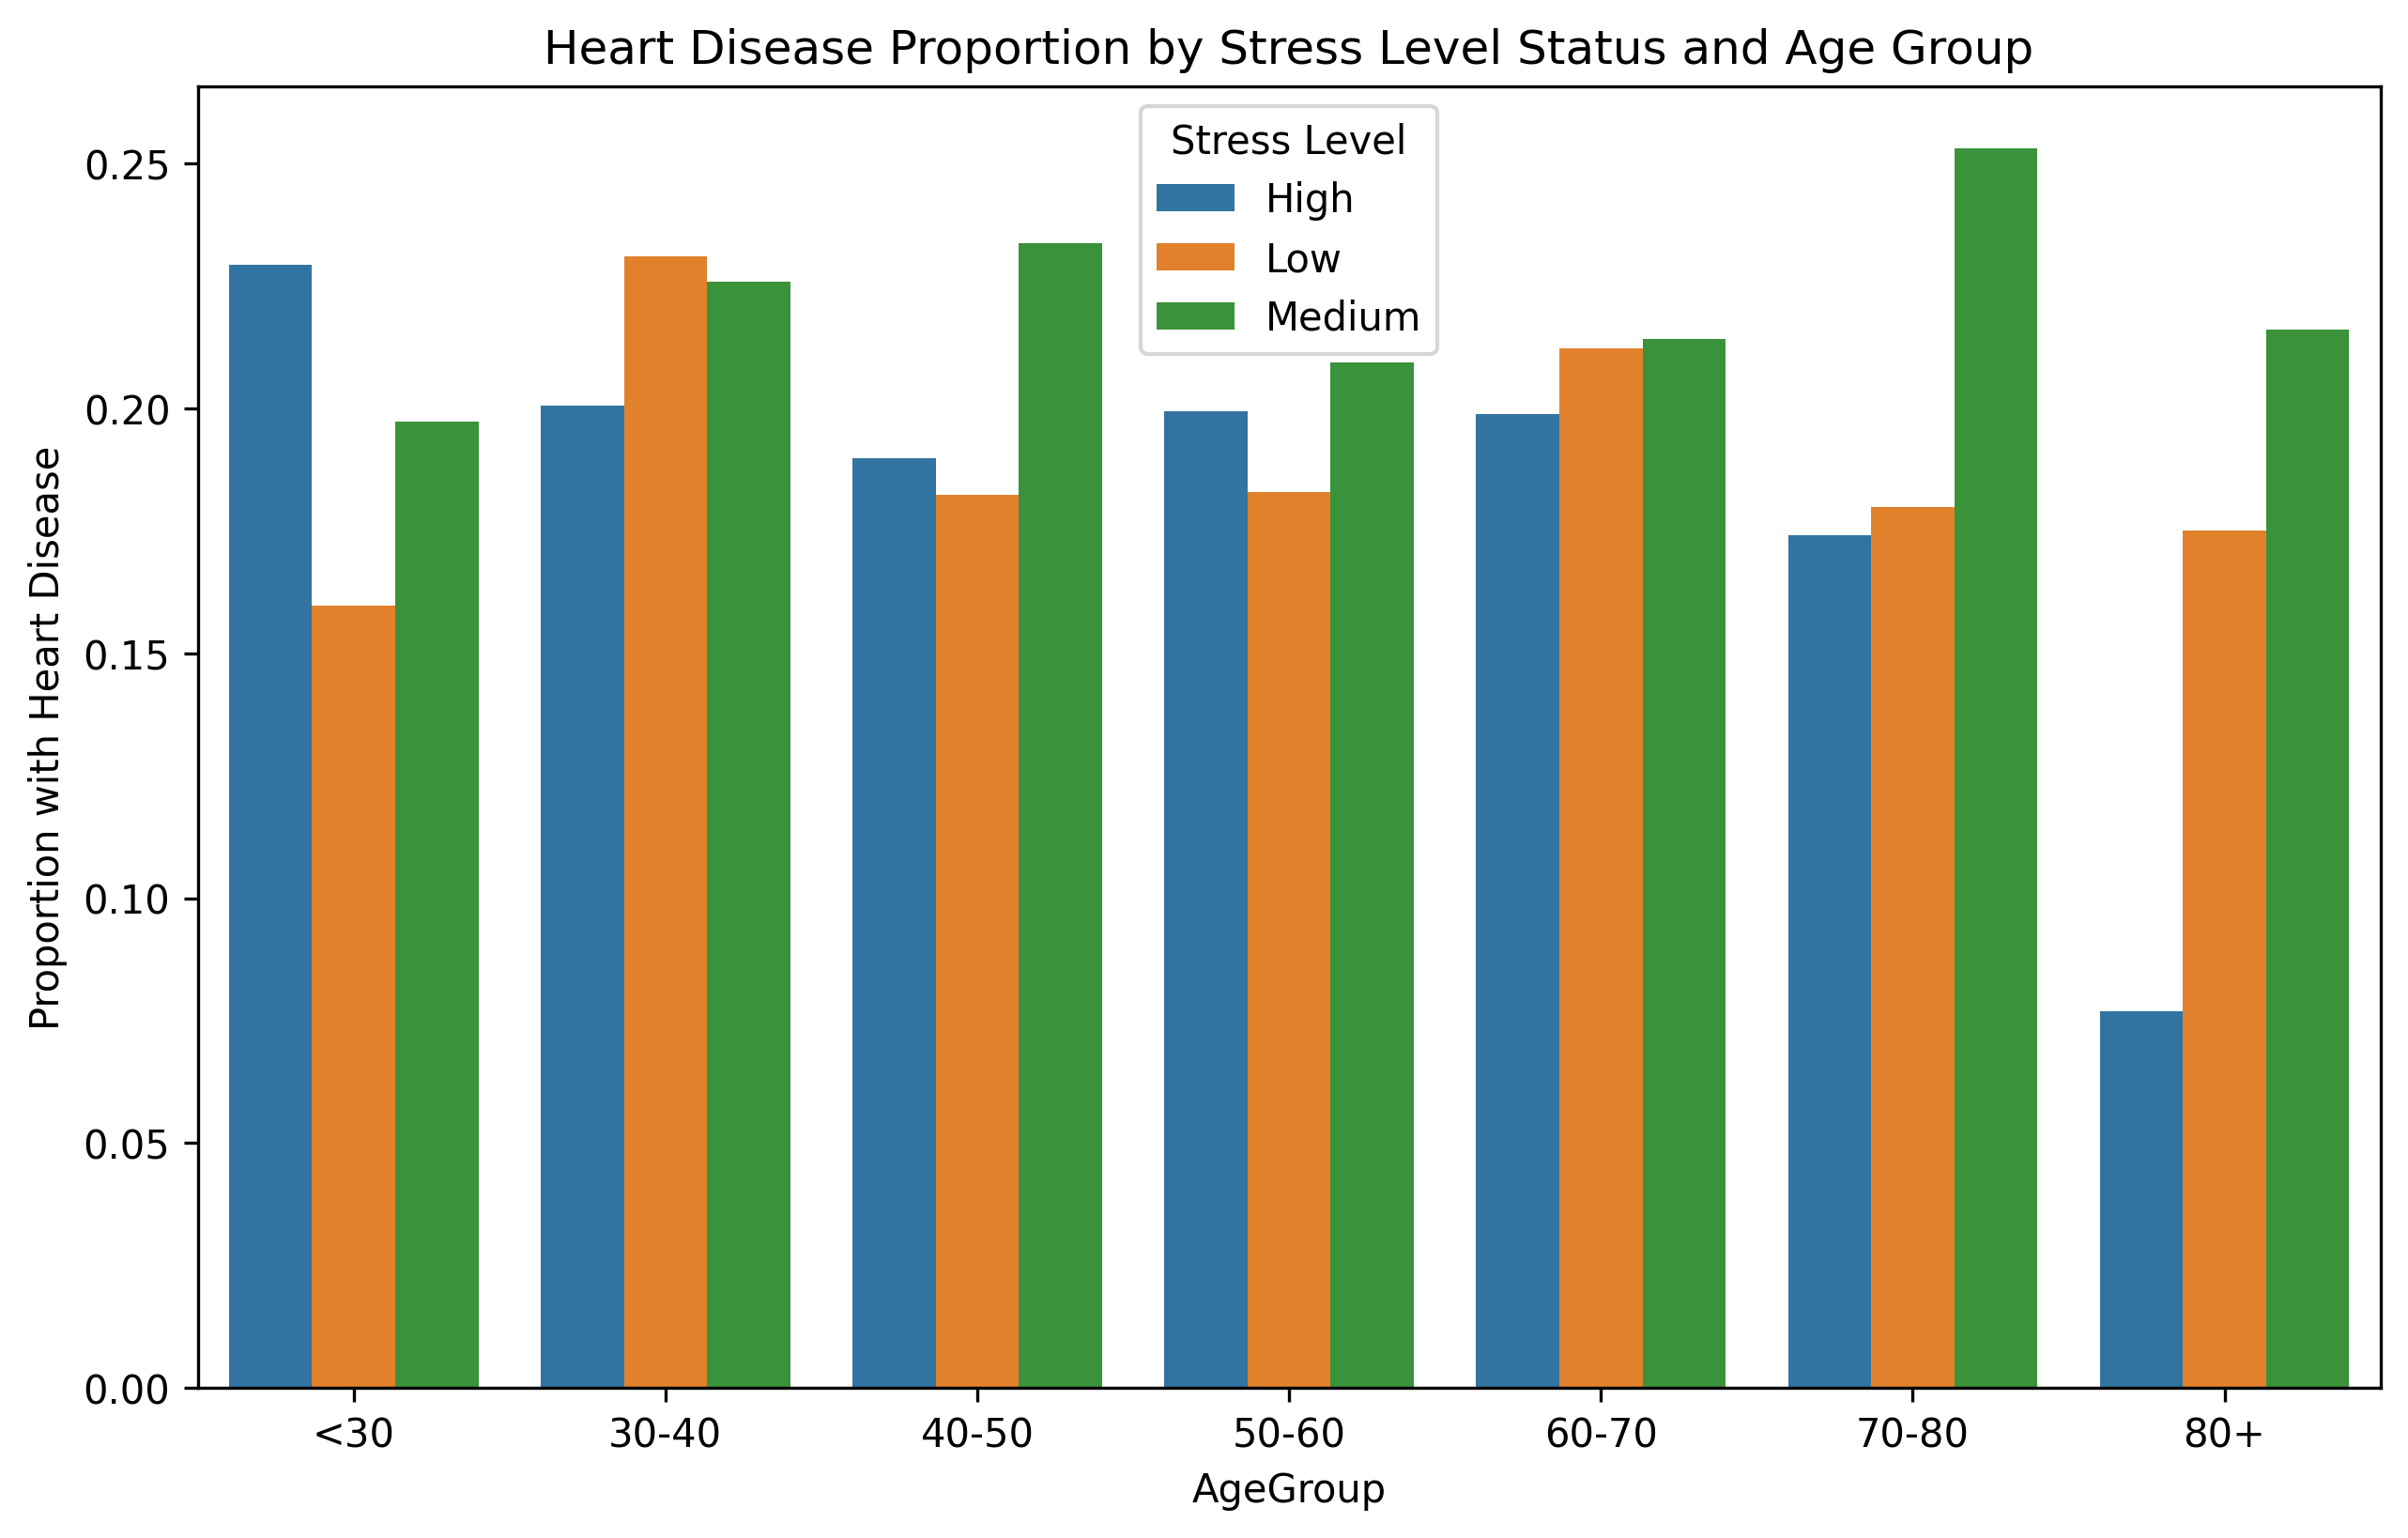 Heart Disease Proportion by Stress Level Status and Age Group
Stress Level
High
Low
Medium
Proportion with Heart Disease
0.25
0.20
0.15
0.10
0.05
0.00
<30 30-40 40-50 50-60 60-70 70-80 80+
AgeGroup